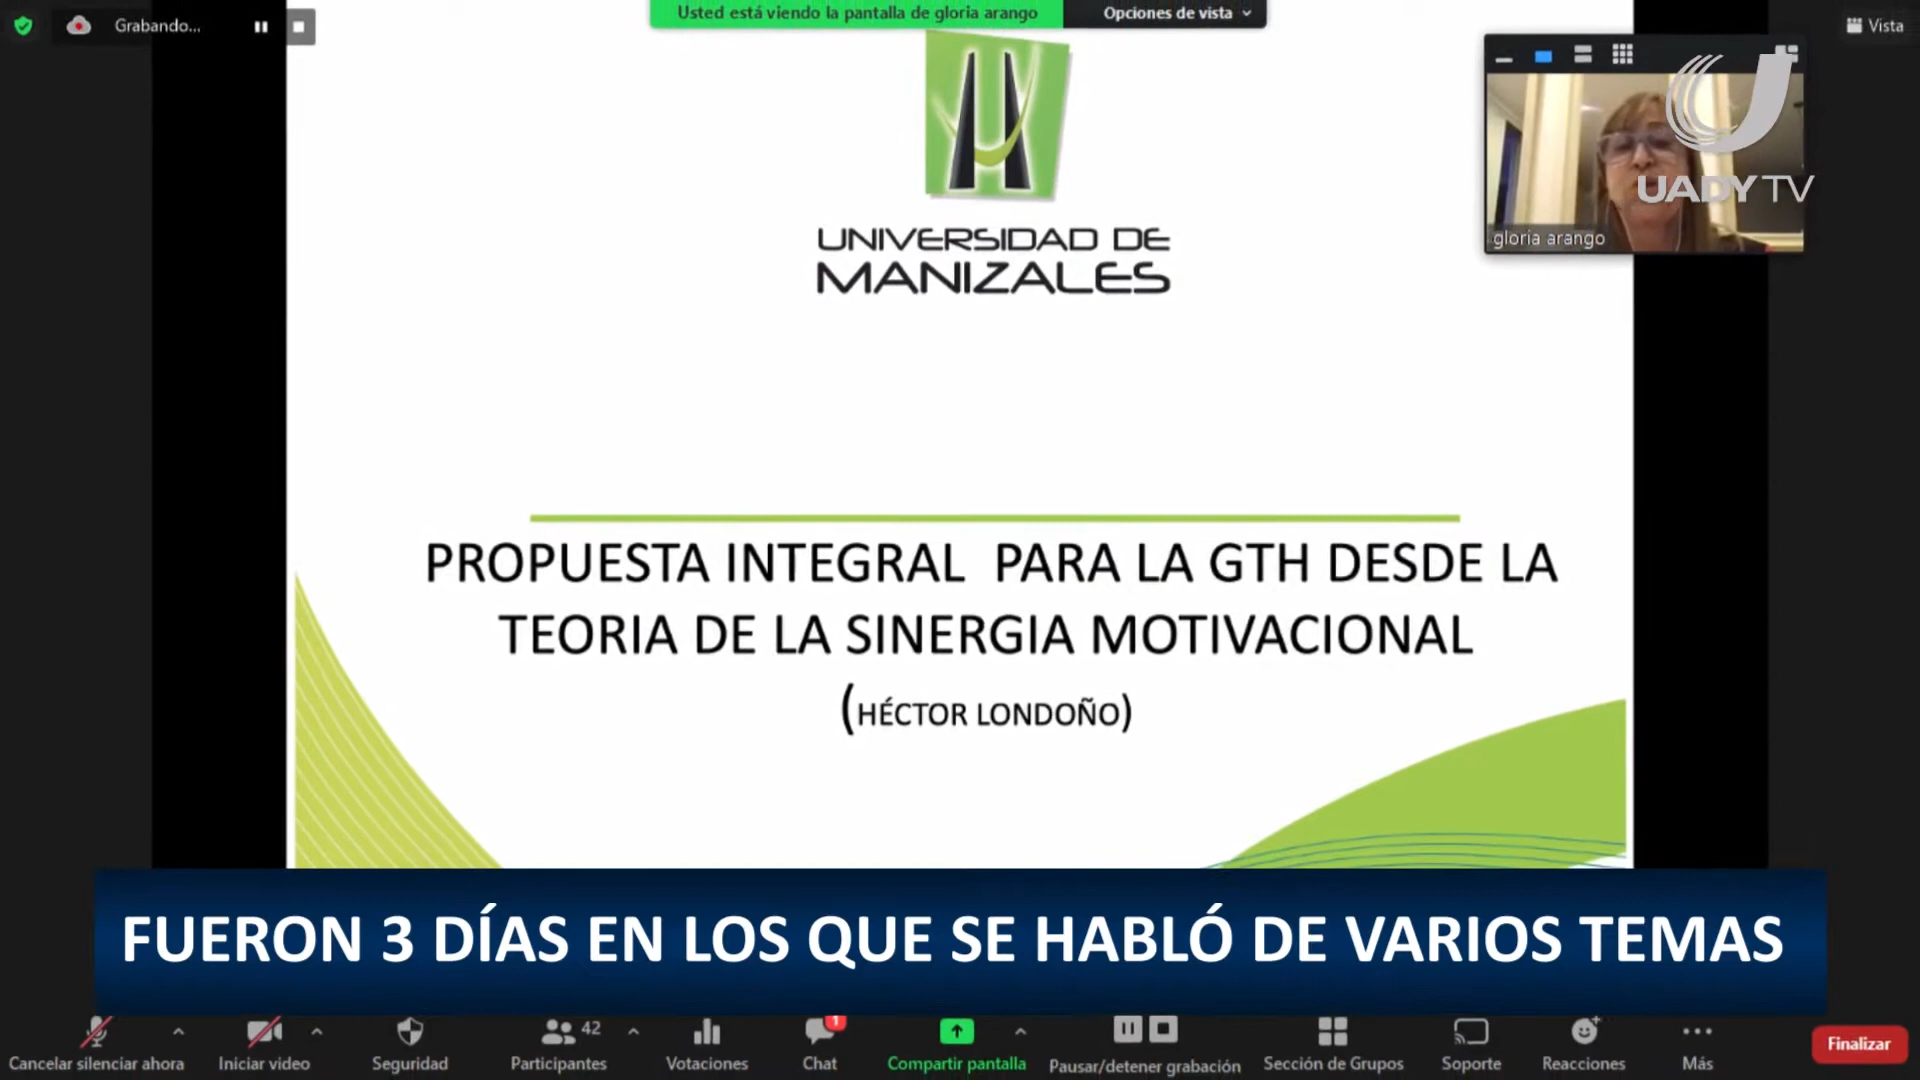 Grabando...
Usted está viendo la pantalla de gloria arango
Opciones de vista
Vista
UADY TV
gloria arango
UNIVERSIDAD DE
MANIZALES
PROPUESTA INTEGRAL PARA LA GTH DESDE LA
TEORIA DE LA SINERGIA MOTIVACIONAL
(HÉCTOR LONDOÑO)
FUERON 3 DÍAS EN LOS QUE SE HABLÓ DE VARIOS TEMAS
42
1
Cancelar silenciar ahora
Iniciar video
Seguridad
Participantes
Votaciones
Chat
Compartir pantalla
Pausar/detener grabación
Sección de Grupos
Soporte
Reacciones
Más
Finalizar